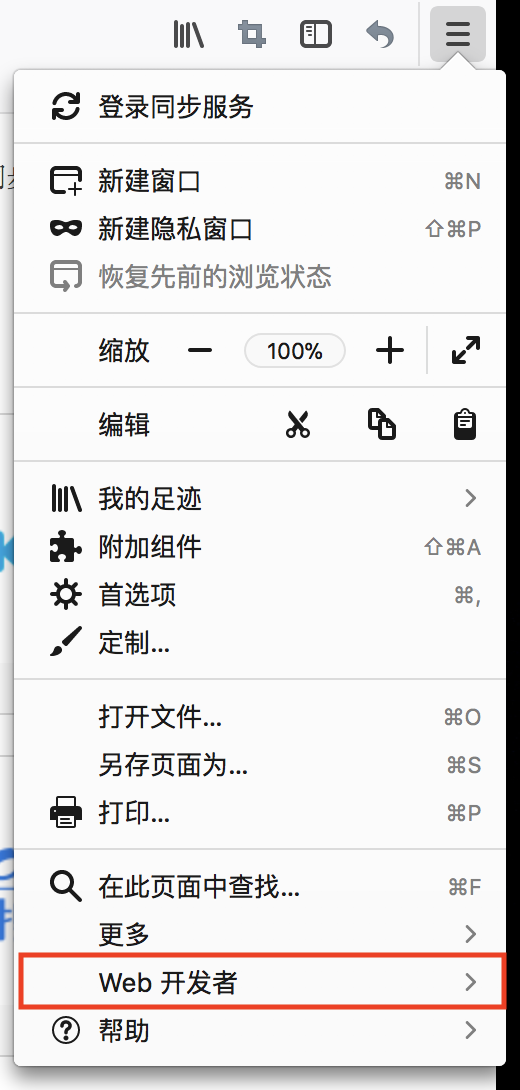 登录同步服务
新建窗口 ⌘N
新建隐私窗口 ⇧⌘P
恢复先前的浏览状态
缩放 100%
编辑
我的足迹
附加组件 ⇧⌘A
首选项 ⌘,
定制...
打开文件... ⌘O
另存页面为... ⌘S
打印... ⌘P
在此页面中查找... ⌘F
更多
Web 开发者
帮助